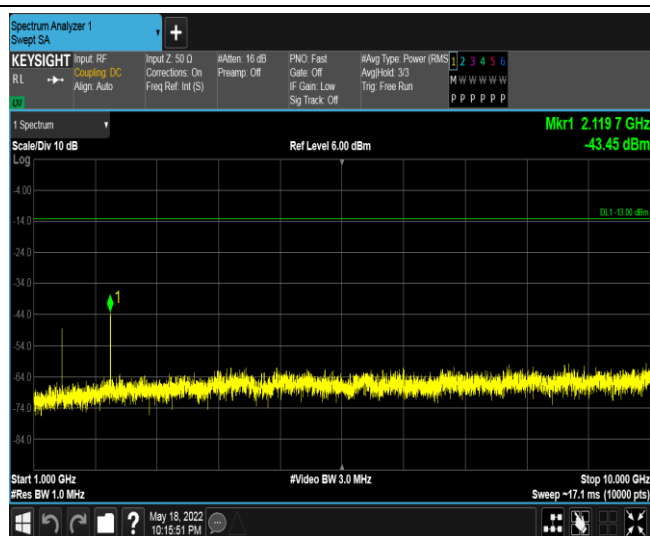 Spectrum Analyzer 1
Swept SA
KEYSIGHT
RL
LM
Input: RF
Coupling: DC
Align: Auto
Input Z: 50 Ω
Corrections: On
Freq Ref: Int (S)
#Atten: 16 dB
Preamp: Off
PNO: Fast
Gate: Off
IF Gain: Low
Sig Track: Off
#Avg Type: Power (RMS
Avg|Hold: 3/3
Trig: Free Run
1 2 3 4 5 6
M W W W W W
P P P P P P
1 Spectrum
Mkr1 2.119 7 GHz
Scale/Div 10 dB
Ref Level 6.00 dBm
-43.45 dBm
Log
-4.00
DL1 -13.00 dBm
-14.0
-24.0
-34.0
1
-44.0
-54.0
-64.0
-74.0
-84.0
Start 1.000 GHz
#Video BW 3.0 MHz
Stop 10.000 GHz
#Res BW 1.0 MHz
Sweep ~17.1 ms (10000 pts)
?
May 18, 2022
10:15:51 PM